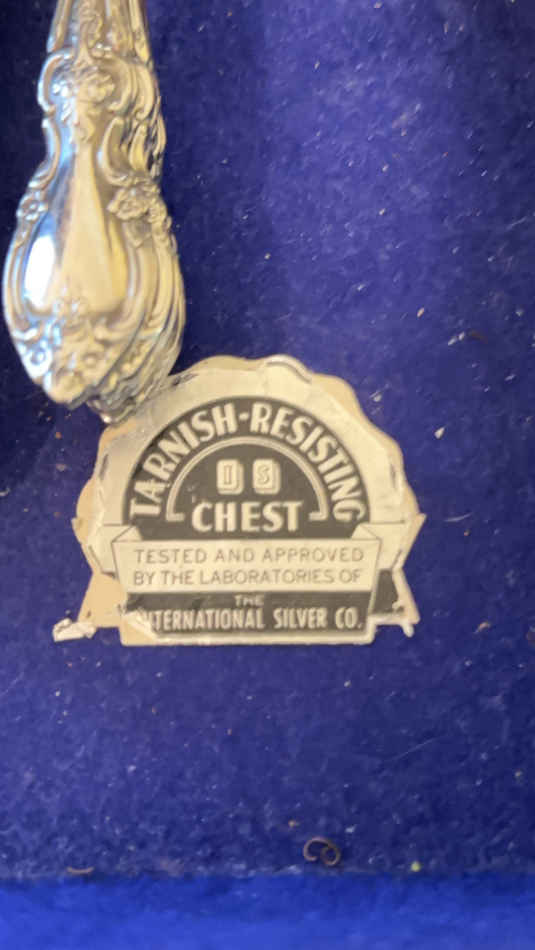 TARNISH-RESISTING
IS
CHEST
TESTED AND APPROVED
BY THE LABORATORIES OF
THE
INTERNATIONAL SILVER CO.